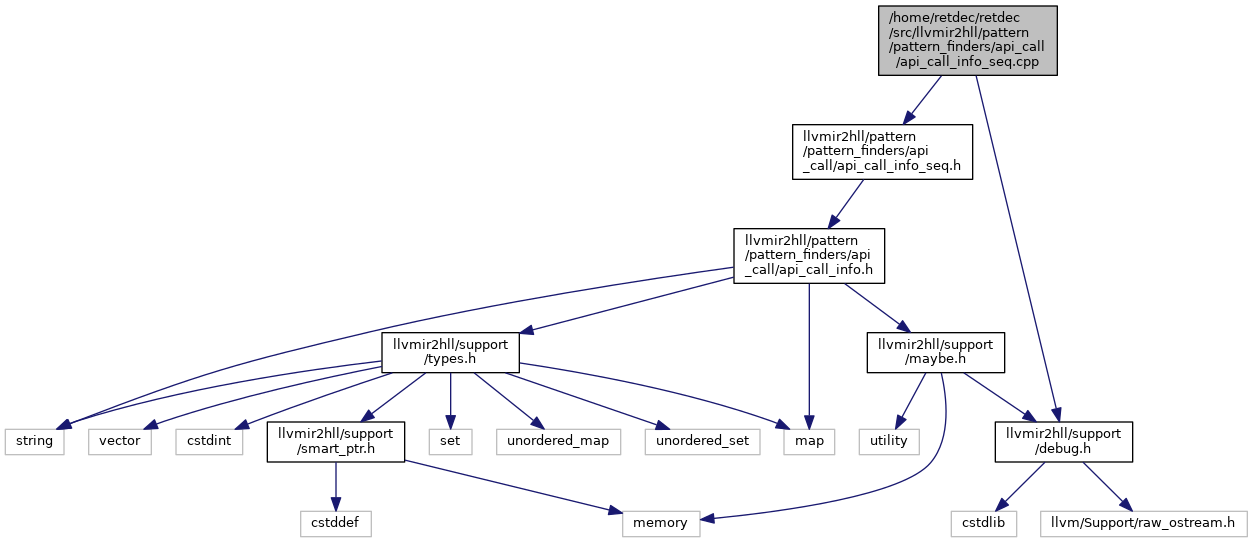 /home/retdec/retdec
/src/llvmir2hll/pattern
/pattern_finders/api_call
/api_call_info_seq.cpp
llvmir2hll/pattern
/pattern_finders/api
_call/api_call_info_seq.h
llvmir2hll/pattern
/pattern_finders/api
_call/api_call_info.h
llvmir2hll/support
/types.h
llvmir2hll/support
/maybe.h
string
vector
cstdint
llvmir2hll/support
/smart_ptr.h
set
unordered_map
unordered_set
map
utility
llvmir2hll/support
/debug.h
cstddef
memory
cstdlib
llvm/Support/raw_ostream.h